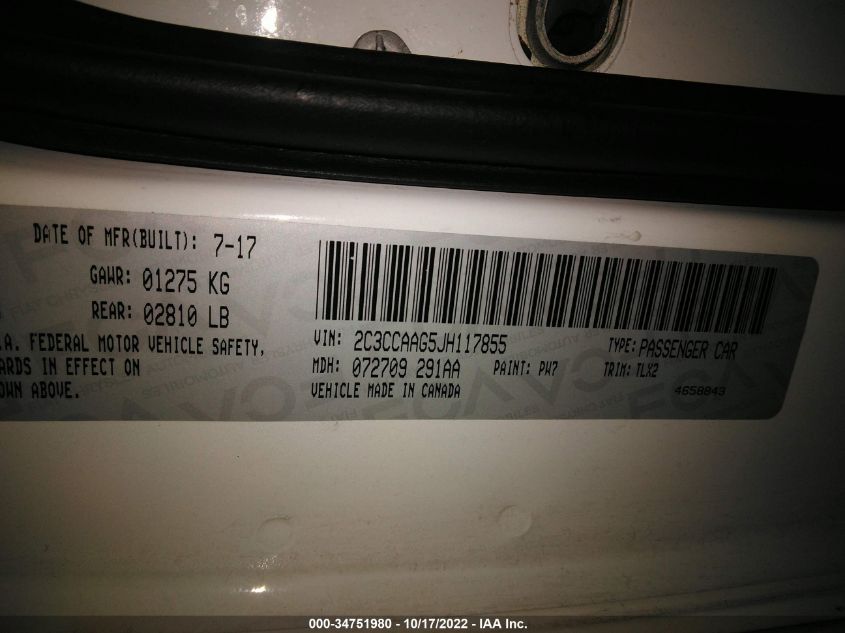 DATE OF MFR(BUILT): 7-17
GAWR: 01275 KG
REAR: 02810 LB
.A. FEDERAL MOTOR VEHICLE SAFETY,
ARDS IN EFFECT ON
OWN ABOVE.
VIN: 2C3CCAAG5JH117855
TYPE: PASSENGER CAR
MDH: 072709 291AA
PAINT: PW7
TRIM: TLX2
VEHICLE MADE IN CANADA
4658843
000-34751980 - 10/17/2022 - IAA Inc.